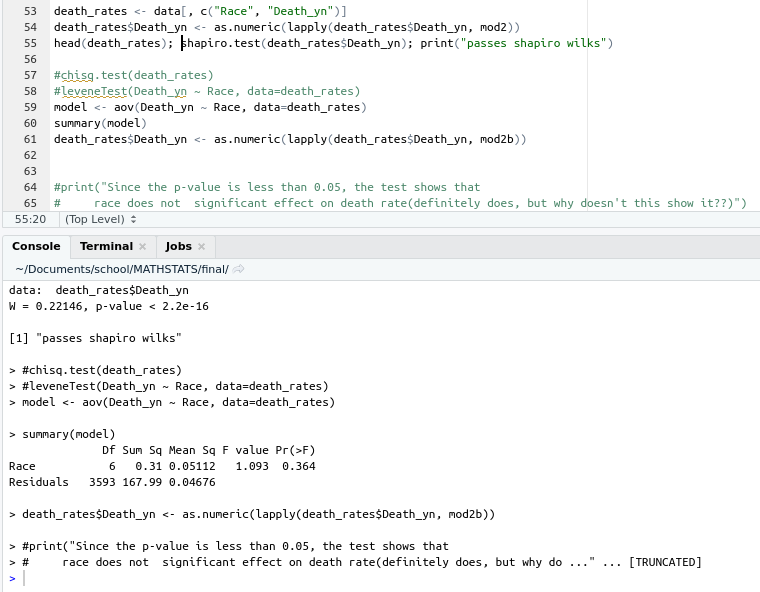 53 death_rates <- data[, c("Race", "Death_yn")]
54 death_rates$Death_yn <- as.numeric(lapply(death_rates$Death_yn, mod2))
55 head(death_rates); shapiro.test(death_rates$Death_yn); print("passes shapiro wilks")
56
57 #chisq.test(death_rates)
58 #leveneTest(Death_yn ~ Race, data=death_rates)
59 model <- aov(Death_yn ~ Race, data=death_rates)
60 summary(model)
61 death_rates$Death_yn <- as.numeric(lapply(death_rates$Death_yn, mod2b))
62
63
64 #print("Since the p-value is less than 0.05, the test shows that
65 #     race does not  significant effect on death rate(definitely does, but why doesn't this show it??)")
55:20 (Top Level)
Console Terminal Jobs
~/Documents/school/MATHSTATS/final/
data:  death_rates$Death_yn
W = 0.22146, p-value < 2.2e-16
[1] "passes shapiro wilks"
> #chisq.test(death_rates)
> #leveneTest(Death_yn ~ Race, data=death_rates)
> model <- aov(Death_yn ~ Race, data=death_rates)
> summary(model)
              Df Sum Sq Mean Sq F value Pr(>F)
Race           6   0.31 0.05112   1.093  0.364
Residuals   3593 167.99 0.04676
> death_rates$Death_yn <- as.numeric(lapply(death_rates$Death_yn, mod2b))
> #print("Since the p-value is less than 0.05, the test shows that
> #     race does not  significant effect on death rate(definitely does, but why do ..." ... [TRUNCATED]
>